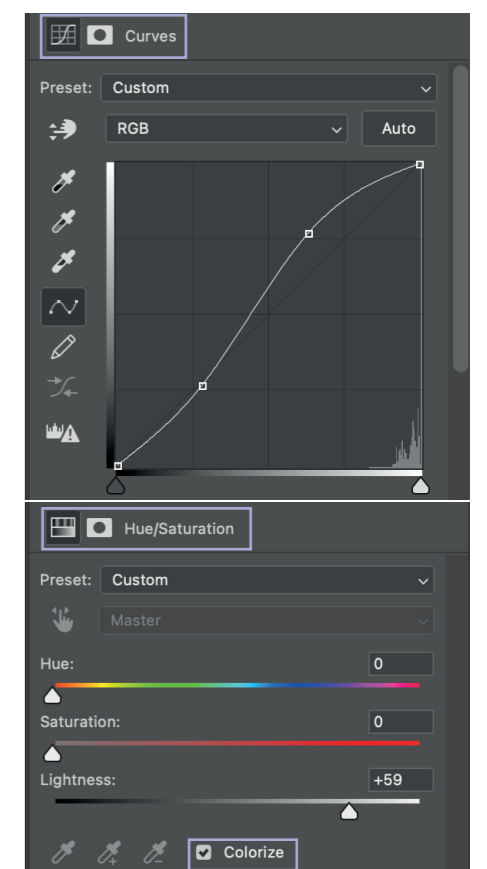 Curves
Preset: Custom
RGB Auto
Hue/Saturation
Preset: Custom
Master
Hue: 0
Saturation: 0
Lightness: +59
Colorize